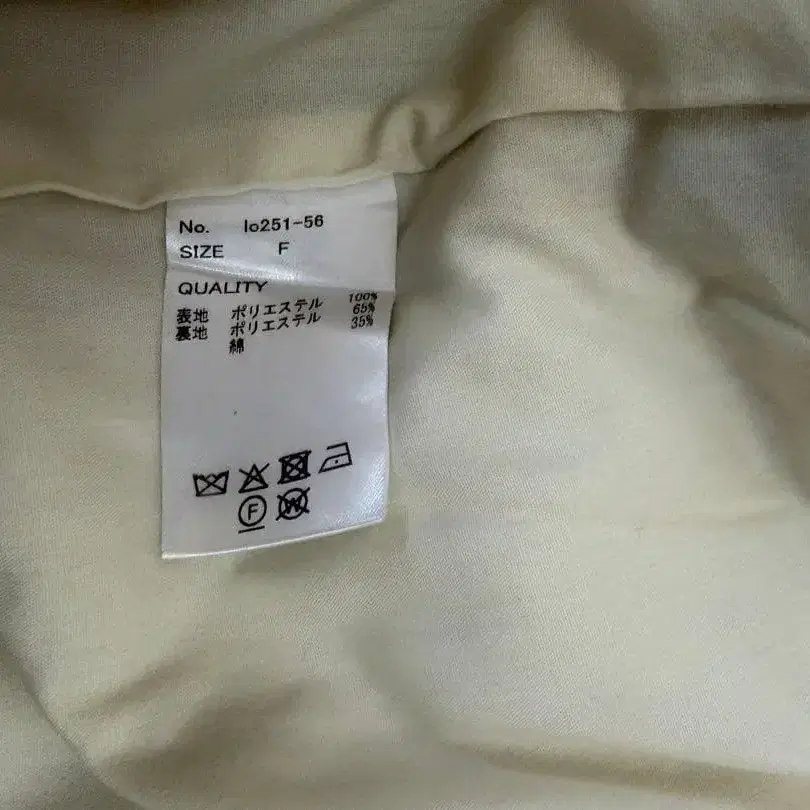 No. lo251-56
SIZE F
QUALITY
表地 ポリエステル 100%
裏地 ポリエステル 65%
綿 35%
F
W